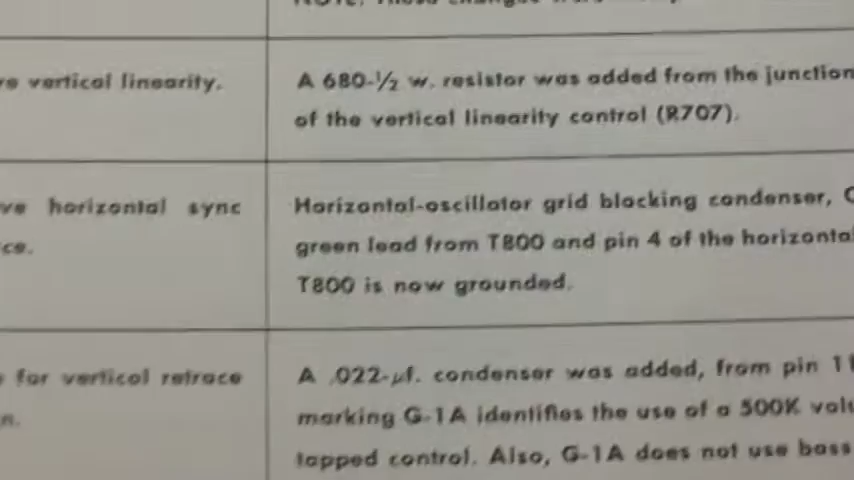 vertical linearity.
A 680-½ w. resistor was added from the junction
of the vertical linearity control (R707).
horizontal sync
Horizontal-oscillator grid blocking condenser,
green lead from T800 and pin 4 of the horizontal
T800 is now grounded.
for vertical retrace
A .022-μf. condenser was added, from pin 11
marking G-1A identifies the use of a 500K
tapped control. Also, G-1A does not use bass